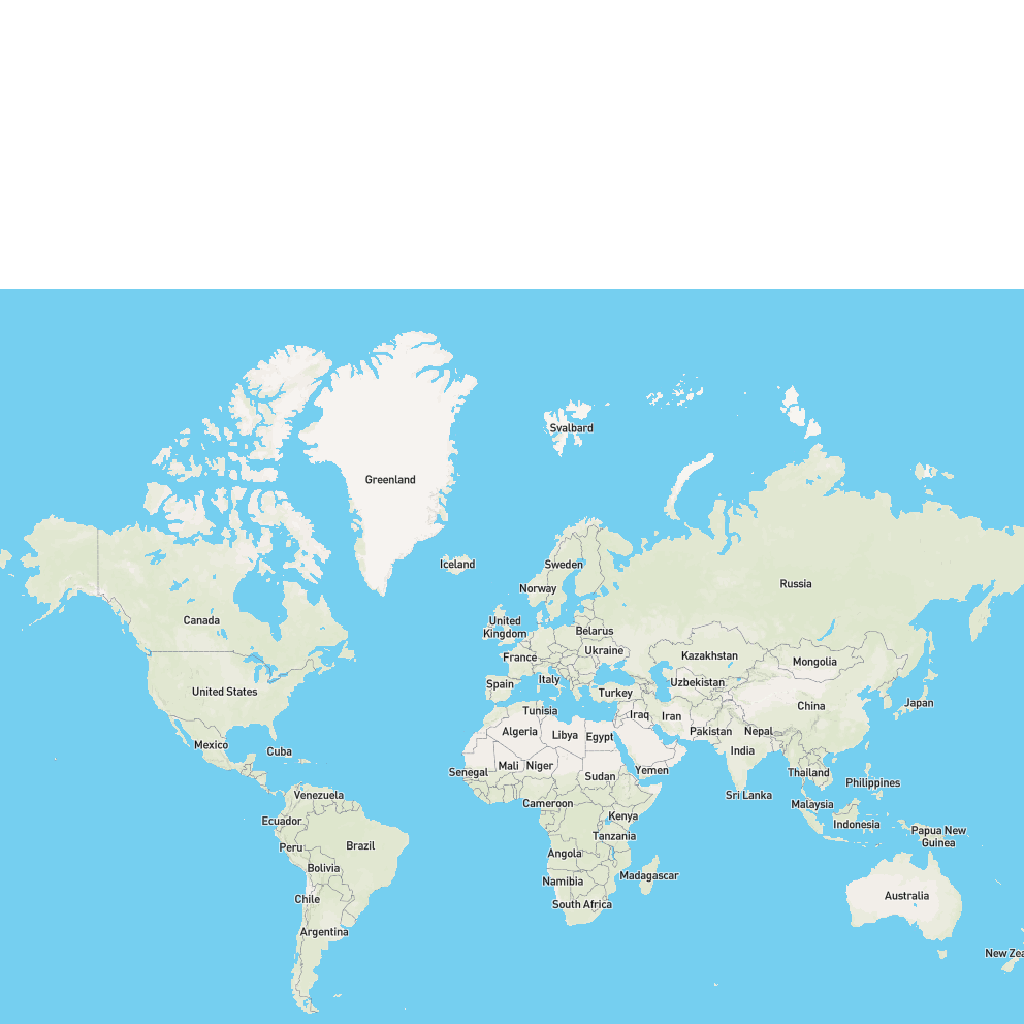 Svalbard
Greenland
Iceland
Sweden
Russia
Norway
Canada
United
Kingdom
Belarus
Ukraine
France
Kazakhstan
Mongolia
Italy
Spain
Uzbekistan
United States
Turkey
China
Japan
Tunisia
Iraq
Iran
Algeria
Libya
Egypt
Pakistan
Nepal
Mexico
Cuba
India
Mali
Niger
Senegal
Sudan
Yemen
Thailand
Philippines
Venezuela
Sri Lanka
Cameroon
Malaysia
Ecuador
Kenya
Indonesia
Papua New
Guinea
Tanzania
Peru
Brazil
Angola
Bolivia
Madagascar
Namibia
Chile
Australia
South Africa
Argentina
New Zea